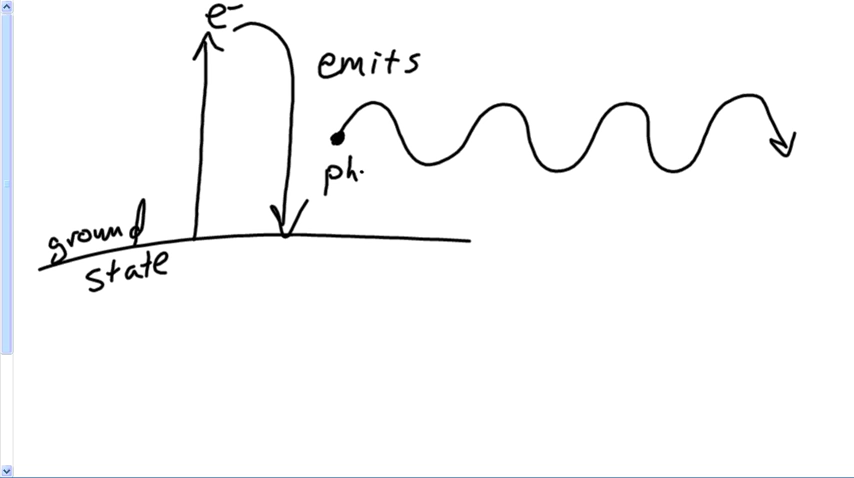 e-
emits
ph.
ground
state